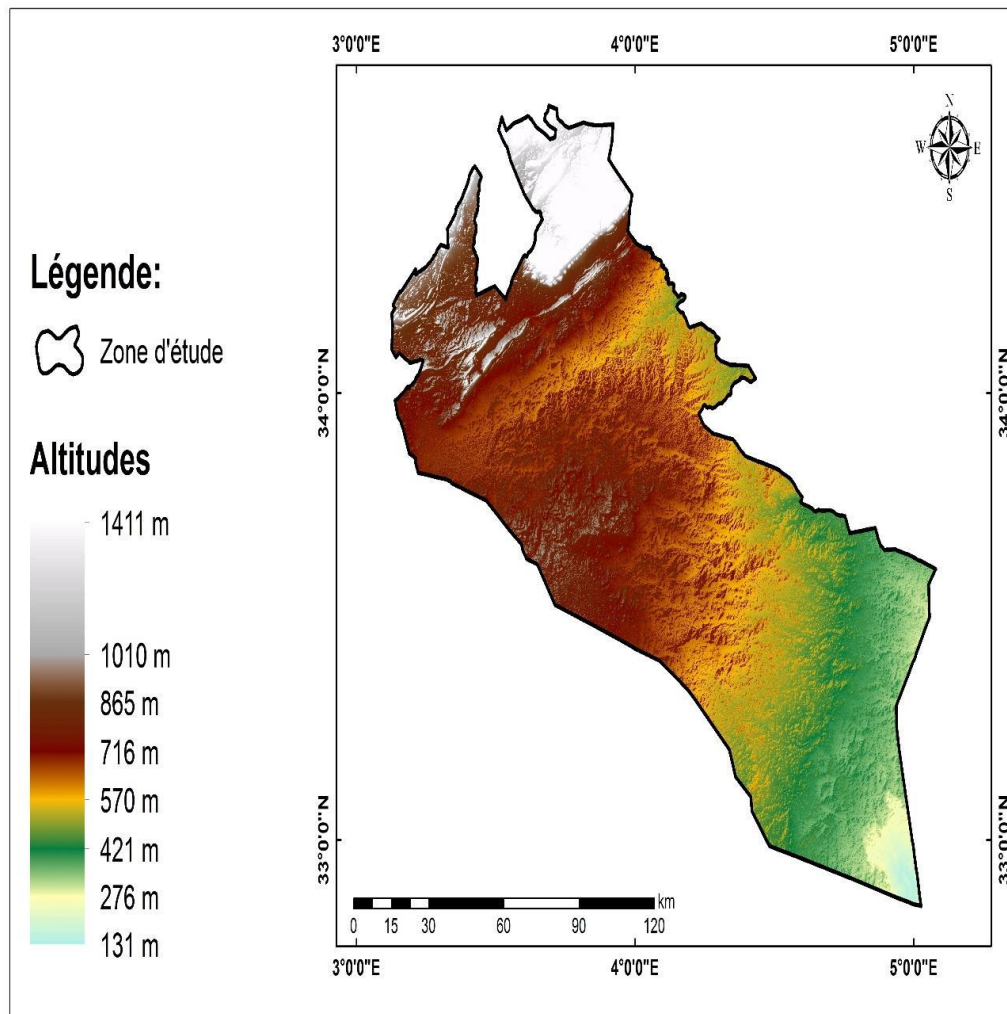 3°0'0"E 4°0'0"E 5°0'0"E
N
W E
S
Légende:
Zone d'étude
34°0'0"N 34°0'0"N
Altitudes
1411 m
1010 m
865 m
716 m
570 m
421 m
276 m
131 m
33°0'0"N 33°0'0"N
km
0 15 30 60 90 120
3°0'0"E 4°0'0"E 5°0'0"E